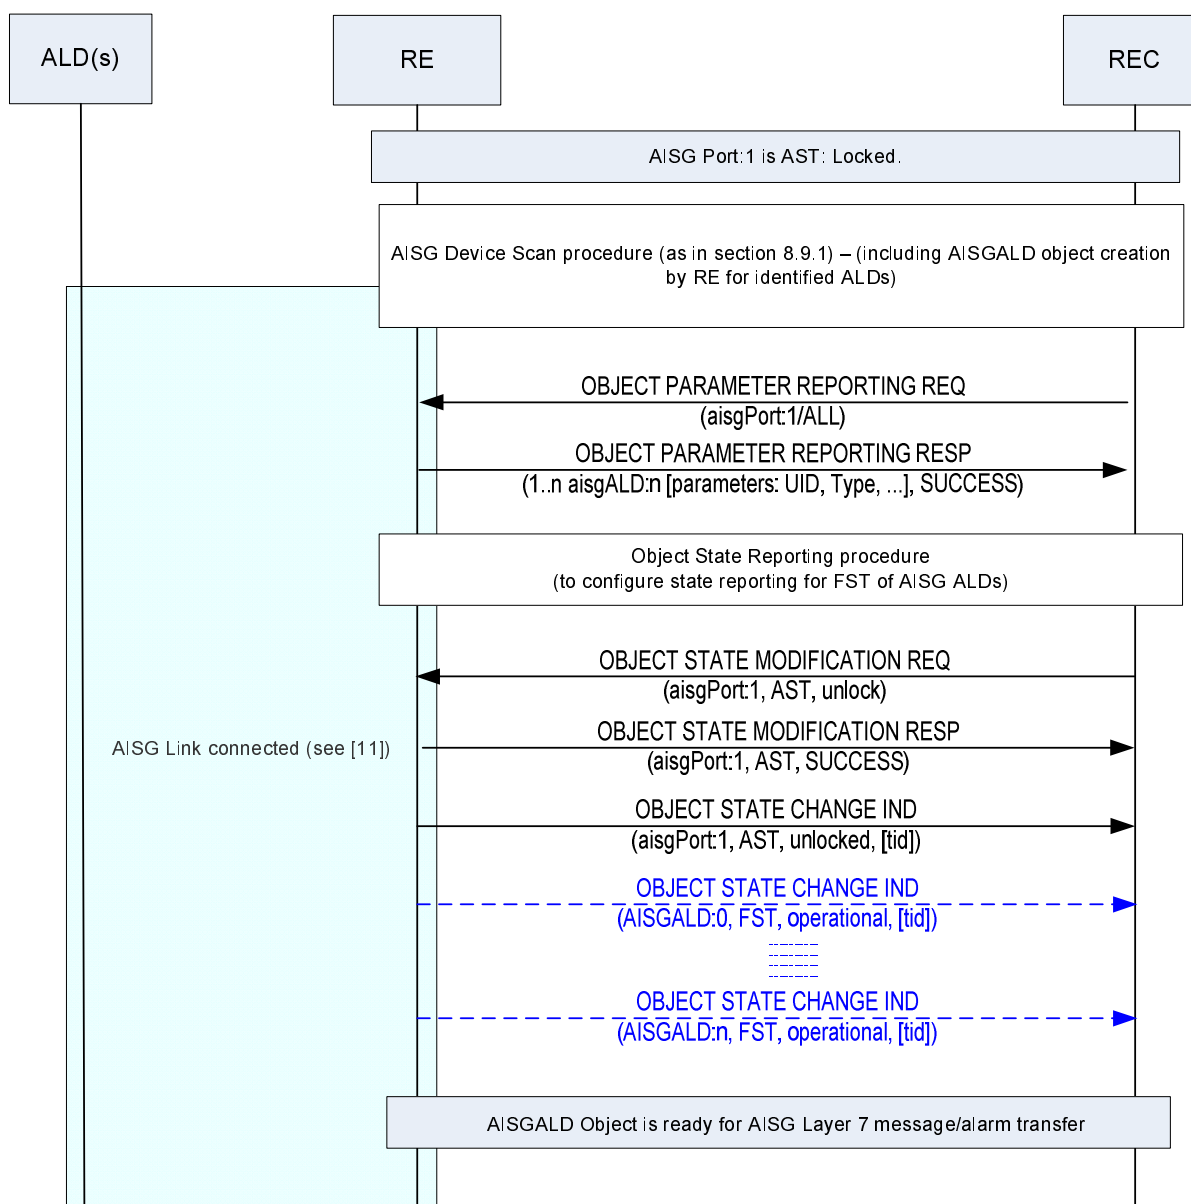 ALD(s)
RE
REC
AISG Port:1 is AST: Locked.
AISG Device Scan procedure (as in section 8.9.1) – (including AISGALD object creation
by RE for identified ALDs)
OBJECT PARAMETER REPORTING REQ
(aisgPort:1/ALL)
OBJECT PARAMETER REPORTING RESP
(1..n aisgALD:n [parameters: UID, Type, ...], SUCCESS)
Object State Reporting procedure
(to configure state reporting for FST of AISG ALDs)
OBJECT STATE MODIFICATION REQ
(aisgPort:1, AST, unlock)
AISG Link connected (see [11])
OBJECT STATE MODIFICATION RESP
(aisgPort:1, AST, SUCCESS)
OBJECT STATE CHANGE IND
(aisgPort:1, AST, unlocked, [tid])
OBJECT STATE CHANGE IND
(AISGALD:0, FST, operational, [tid])
OBJECT STATE CHANGE IND
(AISGALD:n, FST, operational, [tid])
AISGALD Object is ready for AISG Layer 7 message/alarm transfer